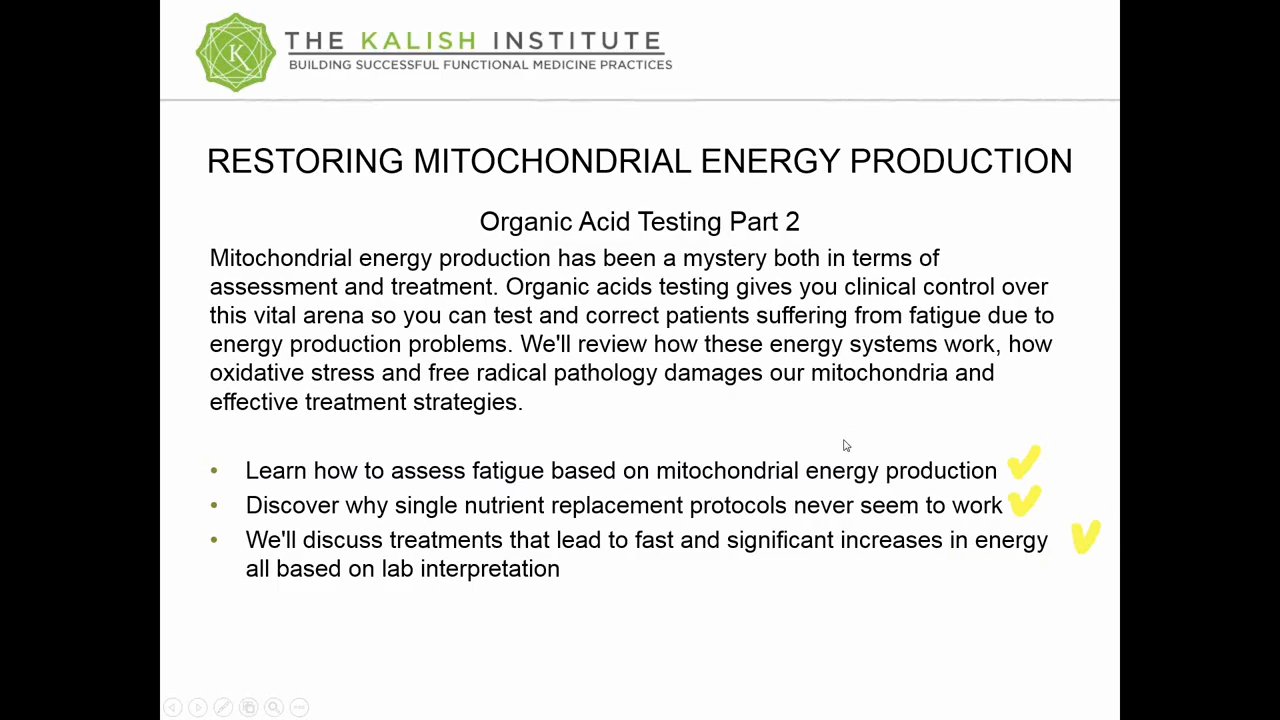 THE KALISH INSTITUTE
BUILDING SUCCESSFUL FUNCTIONAL MEDICINE PRACTICES
K
RESTORING MITOCHONDRIAL ENERGY PRODUCTION
Organic Acid Testing Part 2
Mitochondrial energy production has been a mystery both in terms of
assessment and treatment. Organic acids testing gives you clinical control over
this vital arena so you can test and correct patients suffering from fatigue due to
energy production problems. We'll review how these energy systems work, how
oxidative stress and free radical pathology damages our mitochondria and
effective treatment strategies.
• Learn how to assess fatigue based on mitochondrial energy production
• Discover why single nutrient replacement protocols never seem to work
• We'll discuss treatments that lead to fast and significant increases in energy
all based on lab interpretation